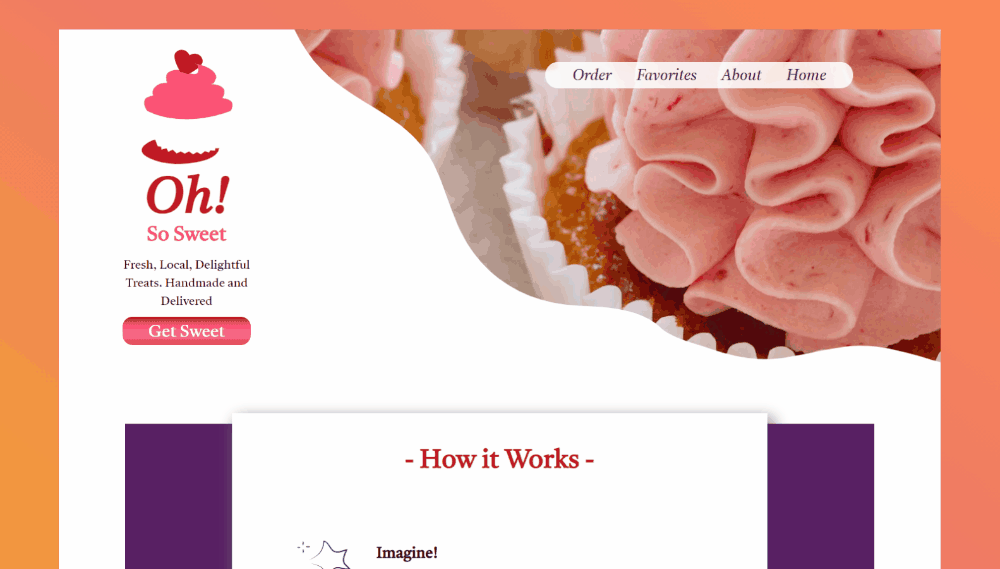 Order Favorites About Home
Oh!
So Sweet
Fresh, Local, Delightful
Treats. Handmade and
Delivered
Get Sweet
- How it Works -
Imagine!